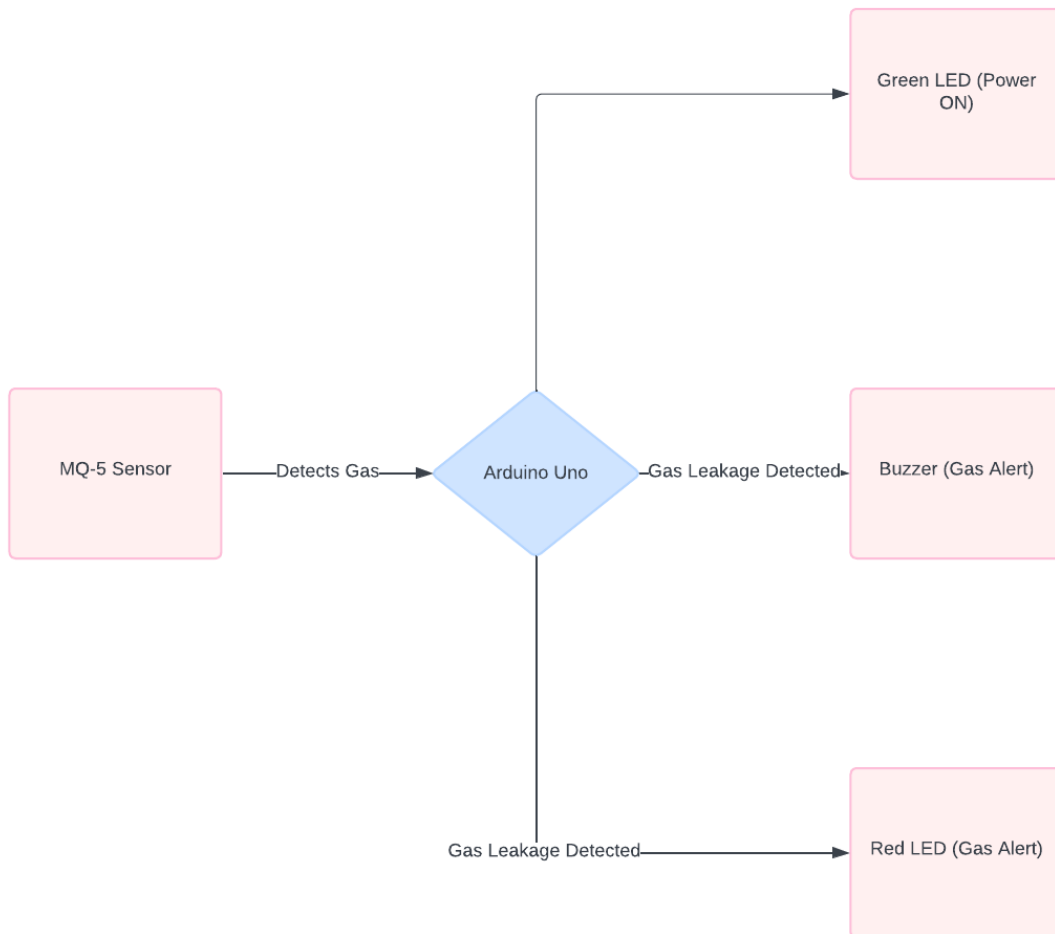 Green LED (Power
ON)
MQ-5 Sensor
Detects Gas
Arduino Uno
Gas Leakage Detected
Buzzer (Gas Alert)
Gas Leakage Detected
Red LED (Gas Alert)